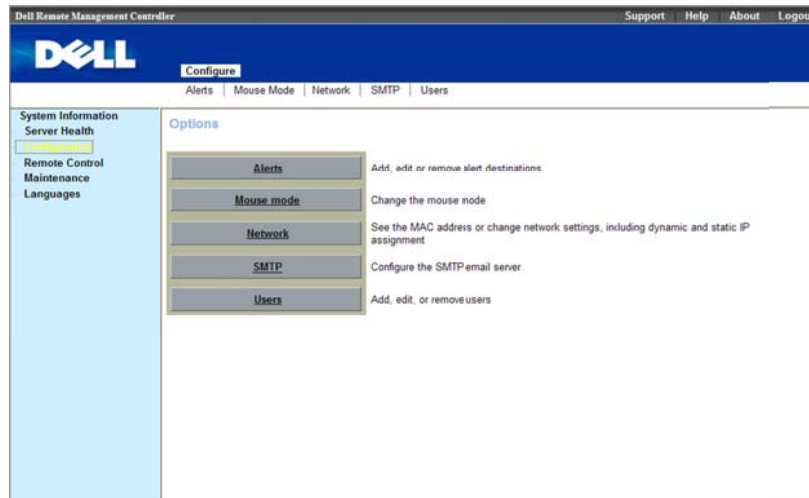 Dell Remote Management Controller
Support Help About Logou
DELL
Configure
Alerts | Mouse Mode | Network | SMTP | Users
System Information
Server Health
Configuration
Remote Control
Maintenance
Languages
Options
Alerts
Add, edit or remove alert destinations
Mouse mode
Change the mouse mode
Network
See the MAC address or change network settings, including dynamic and static IP
assignment
SMTP
Configure the SMTP email server
Users
Add, edit, or remove users